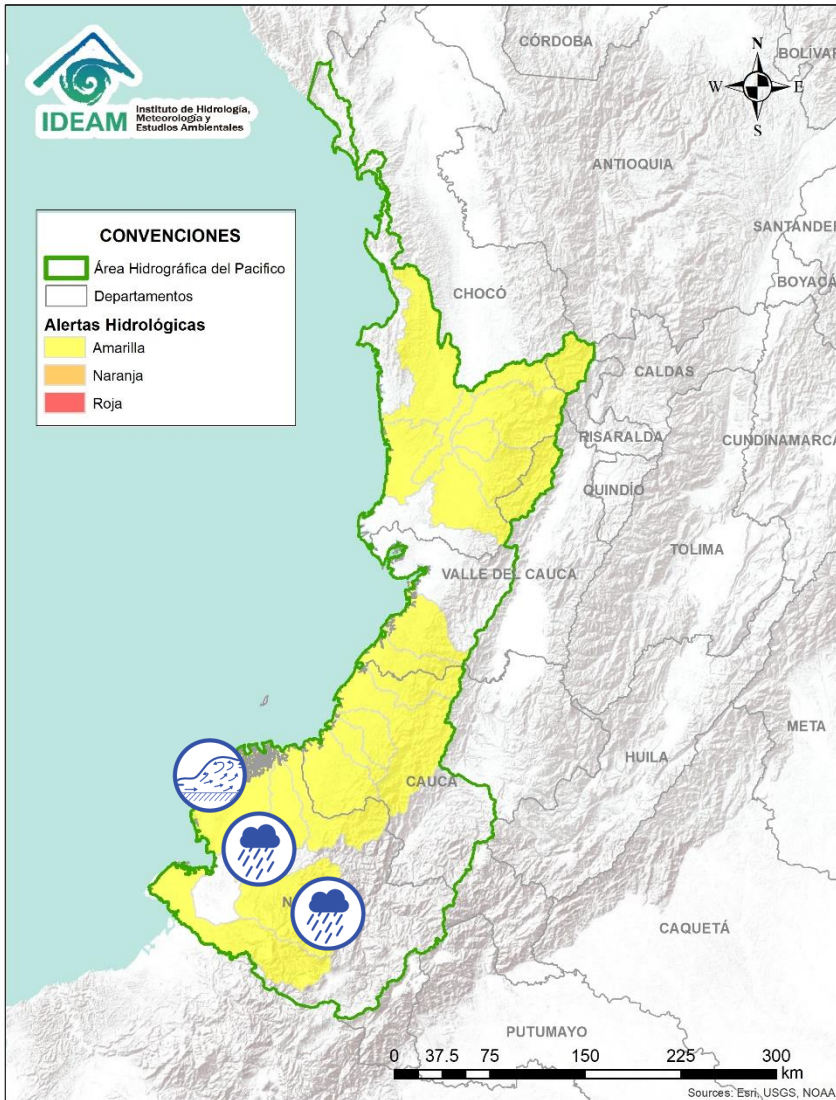 CÓRDOBA
BOLÍVAR
N
W
E
S
IDEAM
Instituto de Hidrología,
Meteorología y
Estudios Ambientales
ANTIOQUIA
SANTANDER
CONVENCIONES
Área Hidrográfica del Pacifico
Departamentos
Alertas Hidrológicas
Amarilla
Naranja
Roja
BOYACÁ
CHOCÓ
CALDAS
RISARALDA
CUNDINAMARCA
QUINDÍO
TOLIMA
VALLE DEL CAUCA
META
HUILA
CAUCA
N
CAQUETÁ
PUTUMAYO
0 37.5 75 150 225 300
km
Sources: Esri, USGS, NOAA